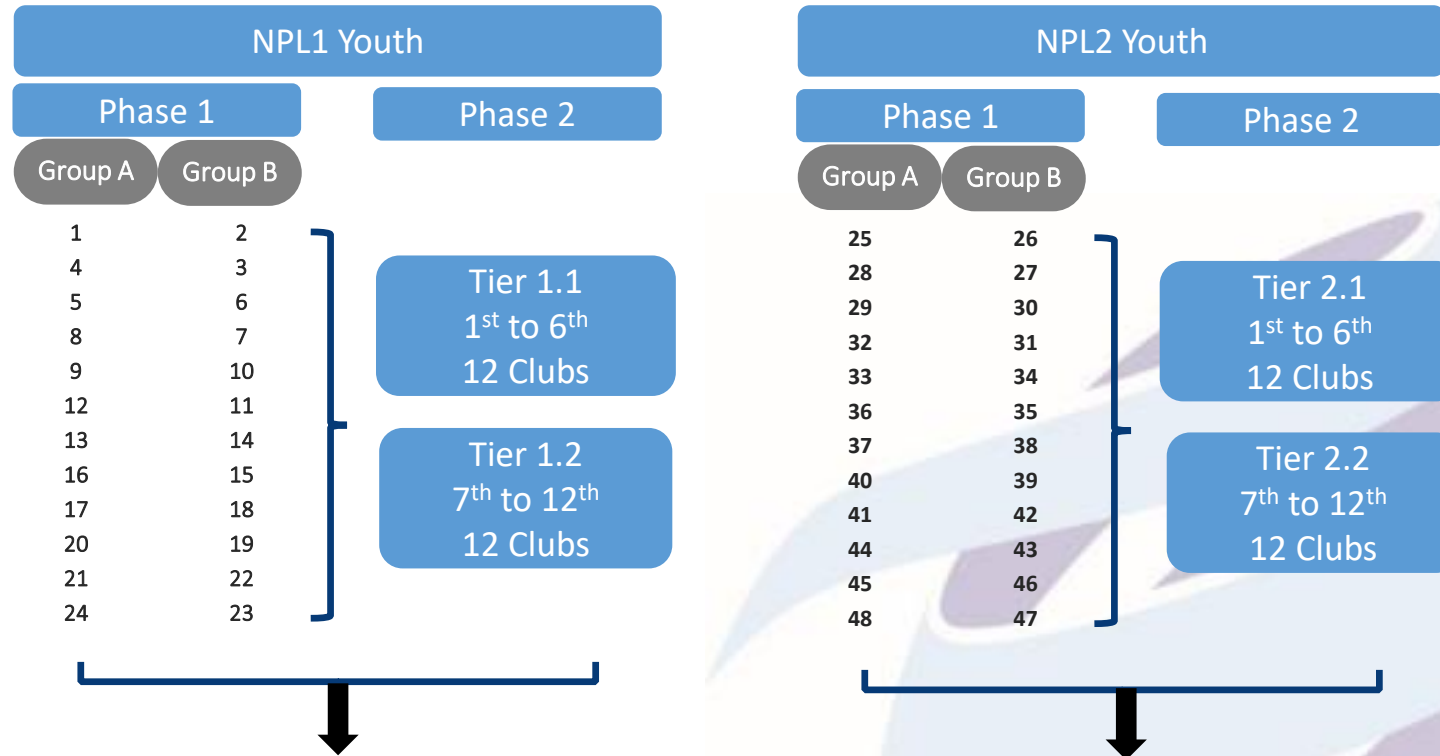 NPL1 Youth
Phase 1
Phase 2
Group A Group B
1 2
4 3
5 6
8 7
9 10
12 11
13 14
16 15
17 18
20 19
21 22
24 23
Tier 1.1
1st to 6th
12 Clubs
Tier 1.2
7th to 12th
12 Clubs
NPL2 Youth
Phase 1
Phase 2
Group A Group B
25 26
28 27
29 30
32 31
33 34
36 35
37 38
40 39
41 42
44 43
45 46
48 47
Tier 2.1
1st to 6th
12 Clubs
Tier 2.2
7th to 12th
12 Clubs